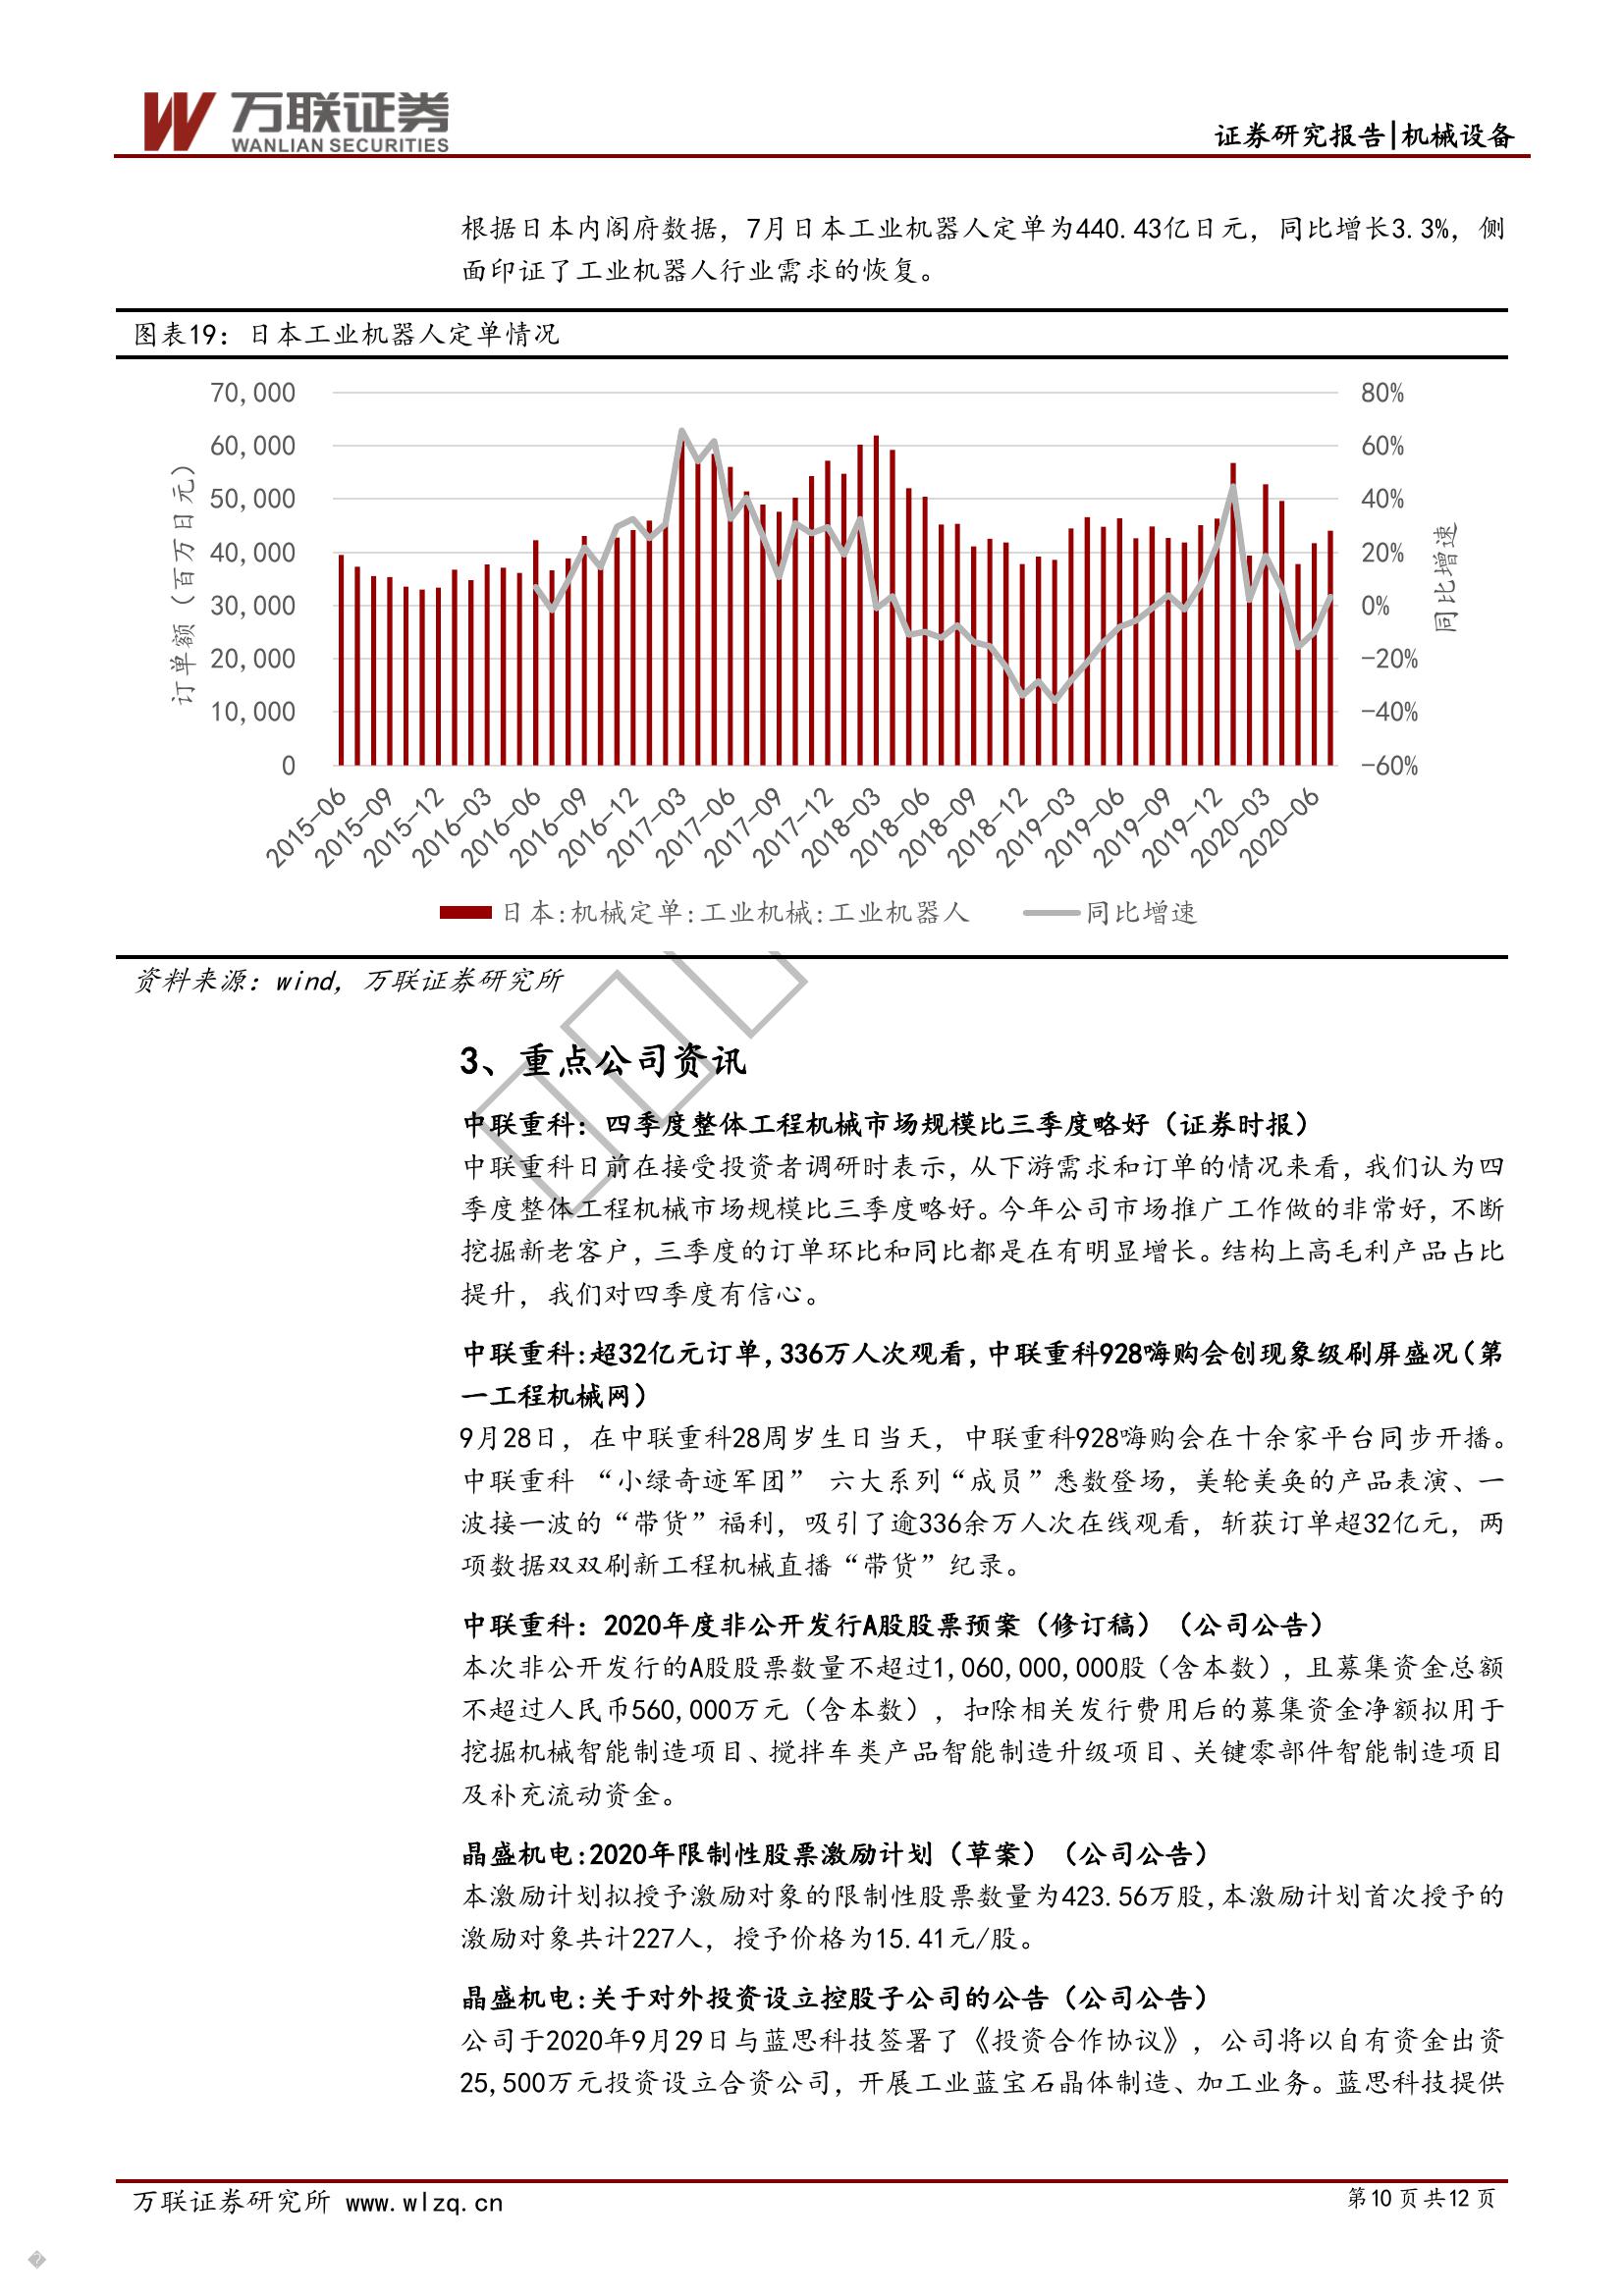 万联证券
WANLIAN SECURITIES
证券研究报告|机械设备
根据日本内阁府数据，7月日本工业机器人定单为440.43亿日元，同比增长3.3%，侧
面印证了工业机器人行业需求的恢复。
图表19：日本工业机器人定单情况
70,000
60,000
50,000
40,000
30,000
20,000
10,000
0
订单额（百万日元）
80%
60%
40%
20%
0%
-20%
-40%
-60%
同比增速
2015-06
2015-09
2015-12
2016-03
2016-06
2016-09
2016-12
2017-03
2017-06
2017-09
2017-12
2018-03
2018-06
2018-09
2018-12
2019-03
2019-06
2019-09
2019-12
2020-03
2020-06
日本:机械定单:工业机械:工业机器人
同比增速
资料来源：wind，万联证券研究所
3、重点公司资讯
中联重科：四季度整体工程机械市场规模比三季度略好（证券时报）
中联重科日前在接受投资者调研时表示，从下游需求和订单的情况来看，我们认为四
季度整体工程机械市场规模比三季度略好。今年公司市场推广工作做的非常好，不断
挖掘新老客户，三季度的订单环比和同比都是在有明显增长。结构上高毛利产品占比
提升，我们对四季度有信心。
中联重科:超32亿元订单,336万人次观看,中联重科928嗨购会创现象级刷屏盛况（第
一工程机械网）
9月28日，在中联重科28周岁生日当天，中联重科928嗨购会在十余家平台同步开播。
中联重科 “小绿奇迹军团” 六大系列“成员”悉数登场，美轮美奂的产品表演、一
波接一波的“带货”福利，吸引了逾336余万人次在线观看，斩获订单超32亿元，两
项数据双双刷新工程机械直播“带货”纪录。
中联重科：2020年度非公开发行A股股票预案（修订稿）（公司公告）
本次非公开发行的A股股票数量不超过1,060,000,000股（含本数），且募集资金总额
不超过人民币560,000万元（含本数），扣除相关发行费用后的募集资金净额拟用于
挖掘机械智能制造项目、搅拌车类产品智能制造升级项目、关键零部件智能制造项目
及补充流动资金。
晶盛机电:2020年限制性股票激励计划（草案）（公司公告）
本激励计划拟授予激励对象的限制性股票数量为423.56万股，本激励计划首次授予的
激励对象共计227人，授予价格为15.41元/股。
晶盛机电:关于对外投资设立控股子公司的公告（公司公告）
公司于2020年9月29日与蓝思科技签署了《投资合作协议》，公司将以自有资金出资
25,500万元投资设立合资公司，开展工业蓝宝石晶体制造、加工业务。蓝思科技提供
万联证券研究所 www.wlzq.cn
第10页共12页